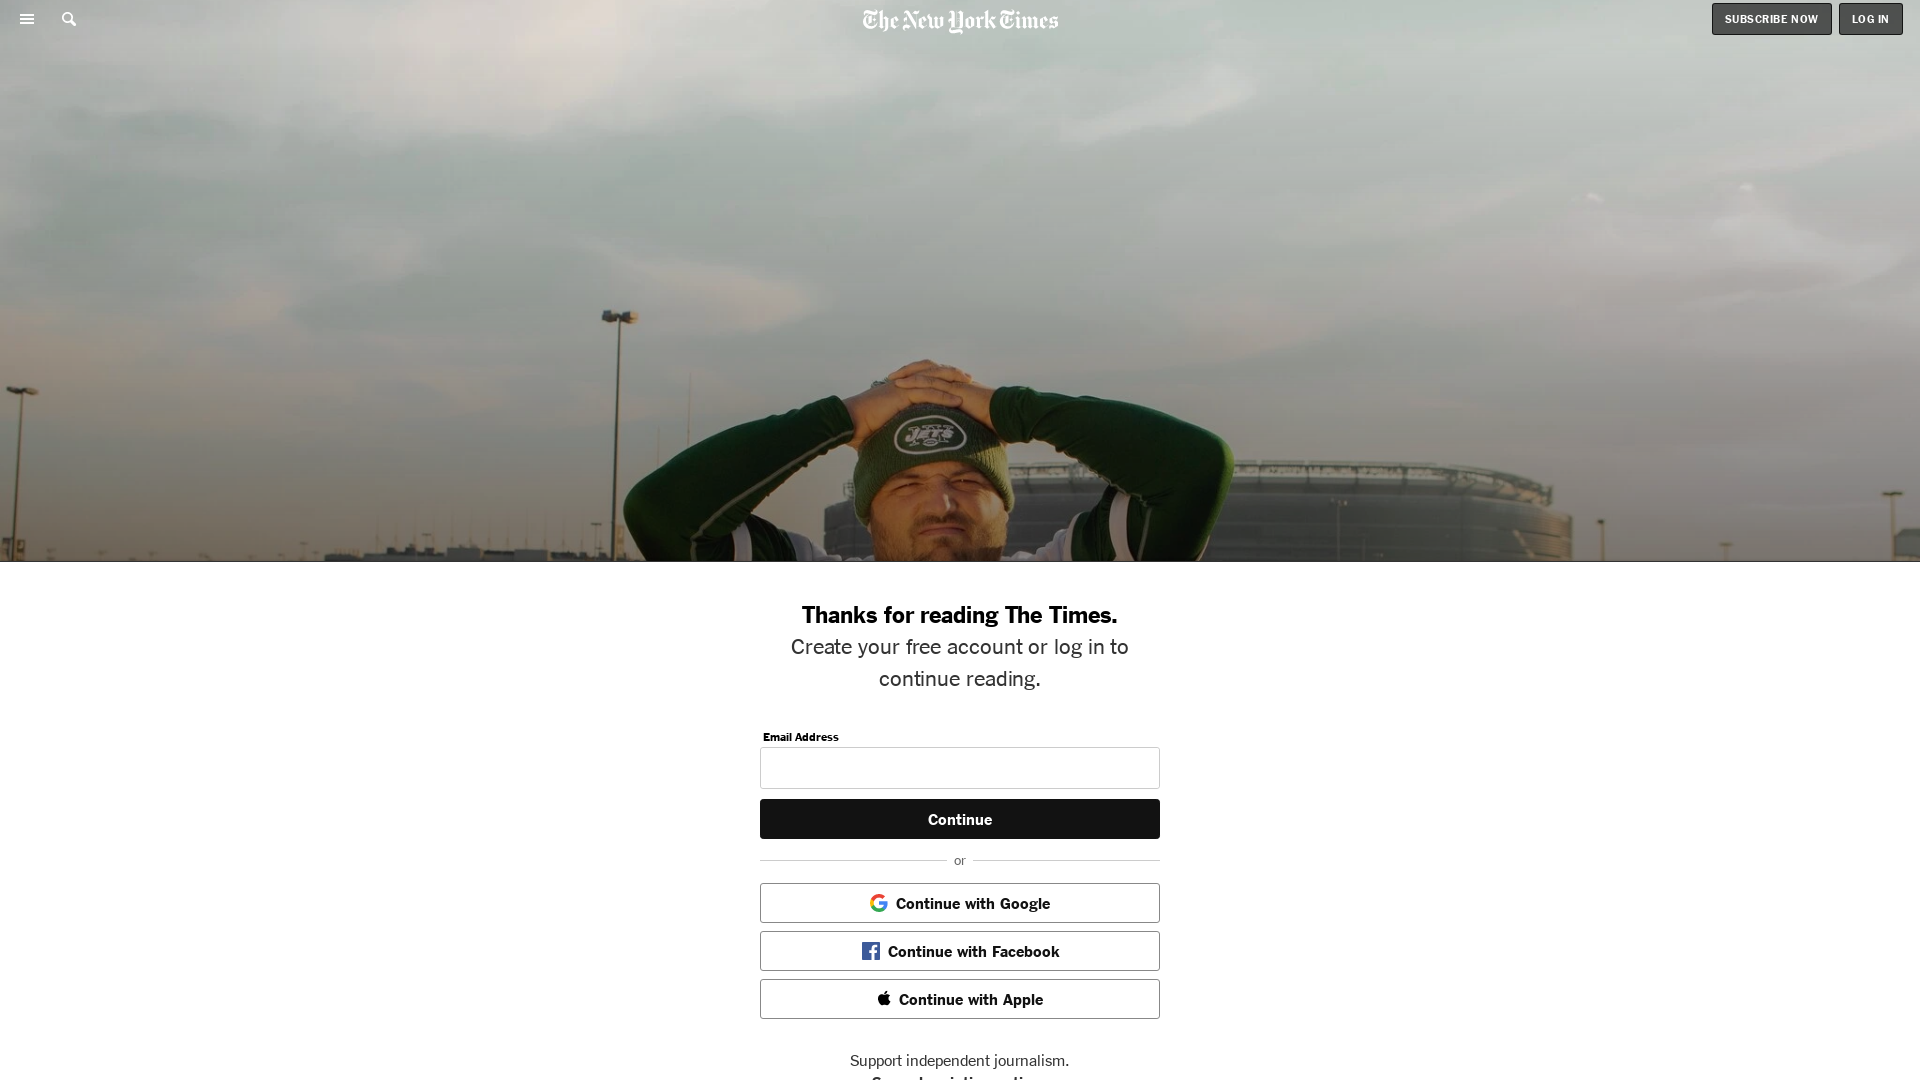 The New York Times
SUBSCRIBE NOW
LOG IN
JETS
Thanks for reading The Times.
Create your free account or log in to
continue reading.
Email Address
Continue
or
Continue with Google
Continue with Facebook
Continue with Apple
Support independent journalism.